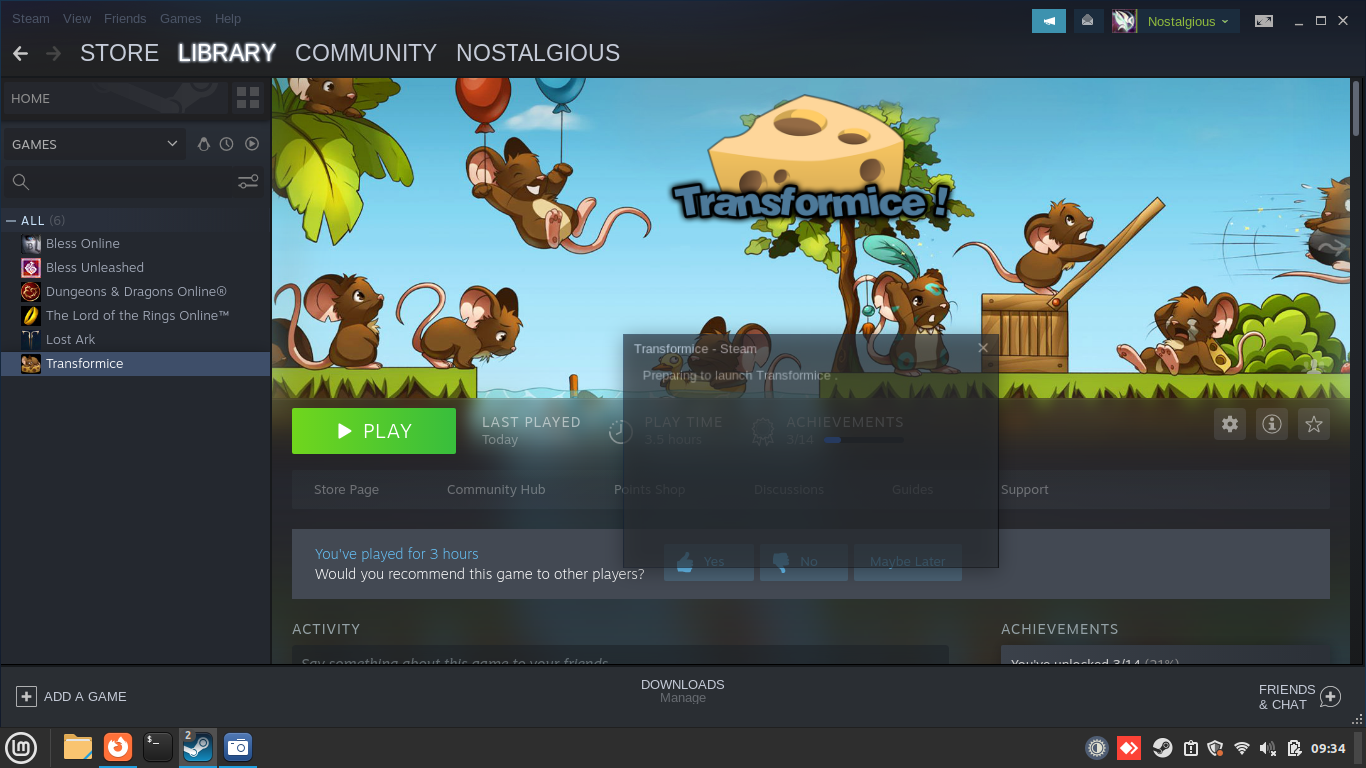 Steam View Friends Games Help
Nostalgious
STORE LIBRARY COMMUNITY NOSTALGIOUS
HOME
GAMES
ALL (6)
Bless Online
Bless Unleashed
Dungeons & Dragons Online®
The Lord of the Rings Online™
Lost Ark
Transformice
Transformice !
Transformice - Steam
Preparing to launch Transformice .
PLAY
LAST PLAYED
Today
PLAY TIME
3.5 hours
ACHIEVEMENTS
3/14
Store Page Community Hub Points Shop Discussions Guides Support
You've played for 3 hours
Would you recommend this game to other players?
Yes No Maybe Later
ACTIVITY
Say something about this game to your friends...
ACHIEVEMENTS
You've unlocked 3/14 (21%)
ADD A GAME
DOWNLOADS
Manage
FRIENDS
& CHAT
$_
2
09:34